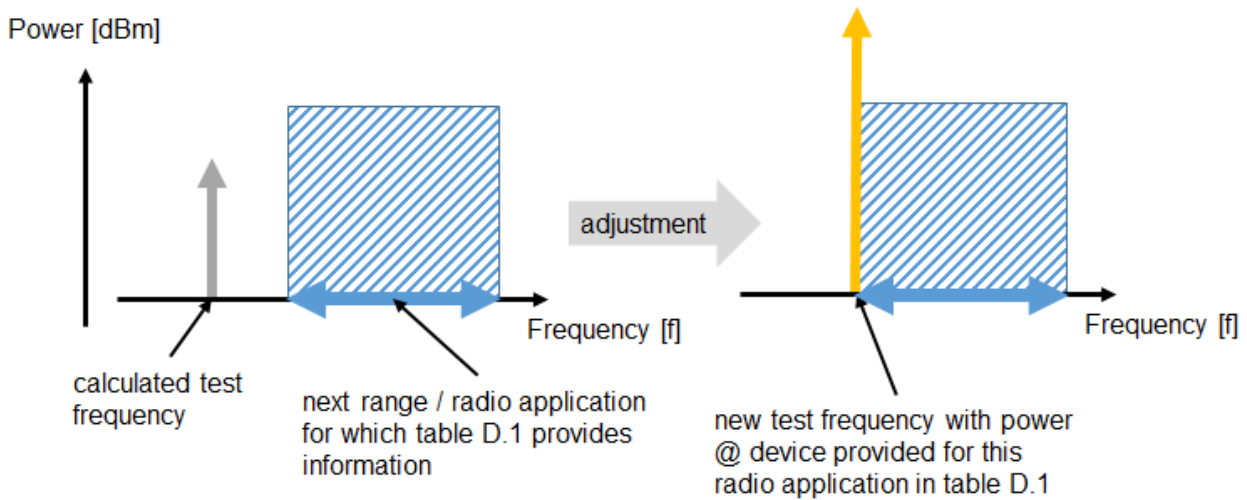 Power [dBm]
adjustment
Frequency [f]
Frequency [f]
calculated test
frequency
next range / radio application
for which table D.1 provides
information
new test frequency with power
@ device provided for this
radio application in table D.1